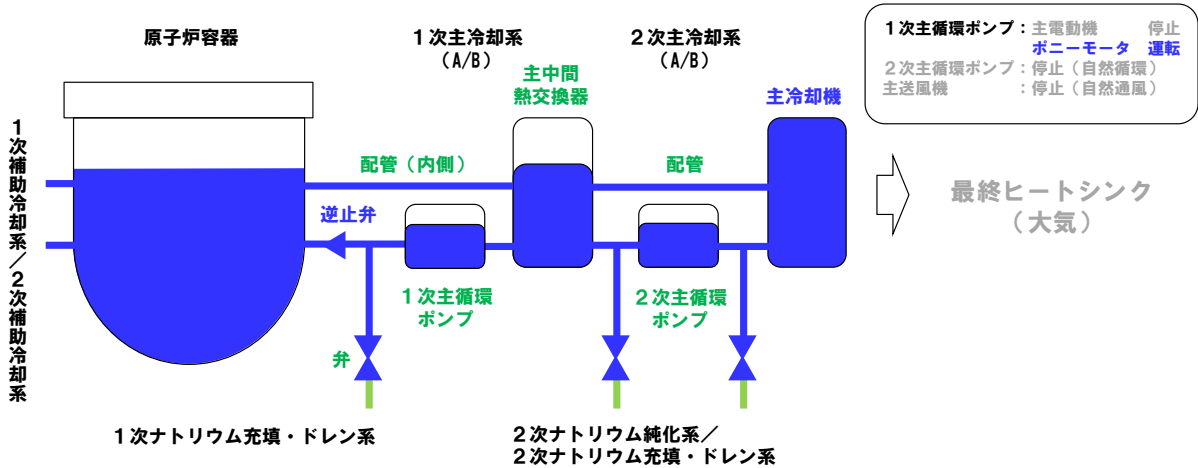 原子炉容器
1次主冷却系
（A/B）
2次主冷却系
（A/B）
主中間
熱交換器
主冷却機
1次主循環ポンプ：主電動機　停止
ポニーモータ　運転
2次主循環ポンプ：停止（自然循環）
主送風機　：停止（自然通風）
1次補助冷却系／2次補助冷却系
配管（内側）
配管
逆止弁
最終ヒートシンク
（大気）
1次主循環
ポンプ
2次主循環
ポンプ
弁
1次ナトリウム充填・ドレン系
2次ナトリウム純化系／
2次ナトリウム充填・ドレン系